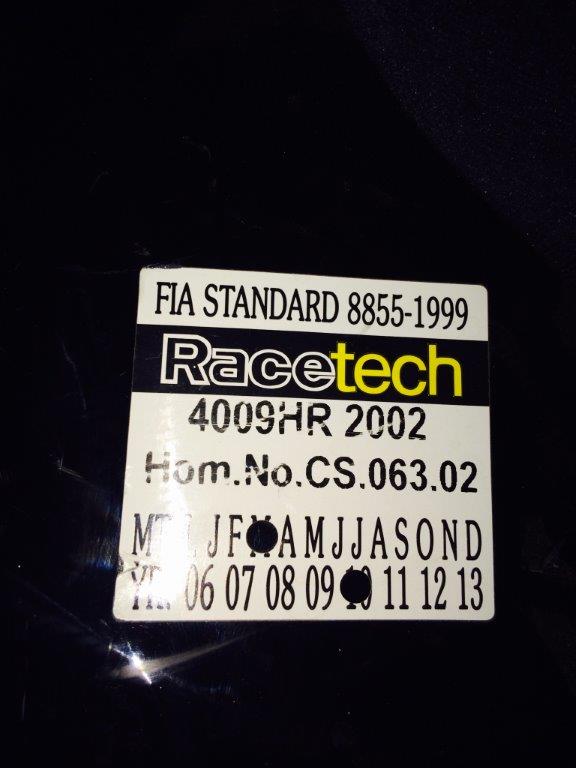 FIA STANDARD 8855-1999
Racetech
4009HR 2002
Hom.No.CS.063.02
J F A M J J A S O N D
06 07 08 09 11 12 13